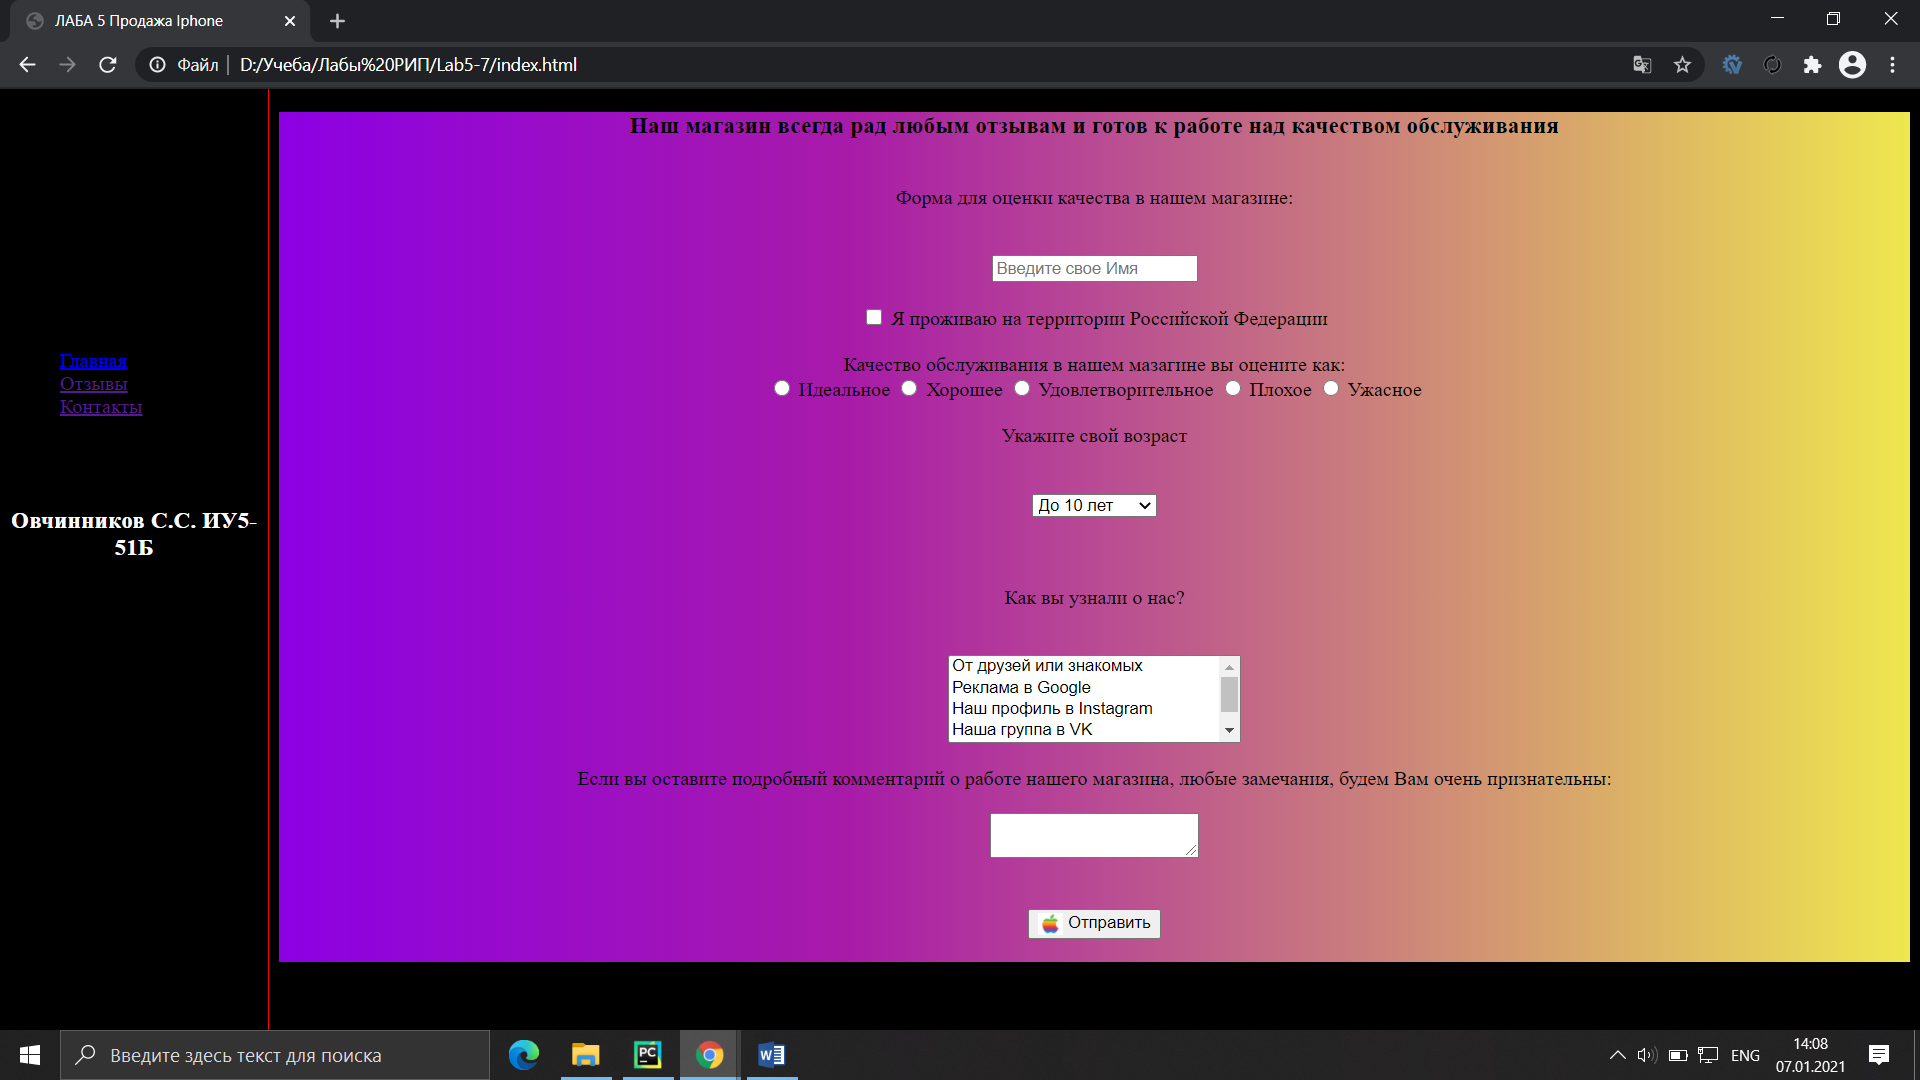 ЛАБА 5 Продажа Iphone
Файл | D:/Учеба/Лабы%20РИП/Lab5-7/index.html
Главная
Отзывы
Контакты
Овчинников С.С. ИУ5-
51Б
Наш магазин всегда рад любым отзывам и готов к работе над качеством обслуживания
Форма для оценки качества в нашем магазине:
Введите свое Имя
Я проживаю на территории Российской Федерации
Качество обслуживания в нашем мазагине вы оцените как:
Идеальное Хорошее Удовлетворительное Плохое Ужасное
Укажите свой возраст
До 10 лет
Как вы узнали о нас?
От друзей или знакомых
Реклама в Google
Наш профиль в Instagram
Наша группа в VK
Если вы оставите подробный комментарий о работе нашего магазина, любые замечания, будем Вам очень признательны:
Отправить
Введите здесь текст для поиска
PC
W
ENG
14:08
07.01.2021